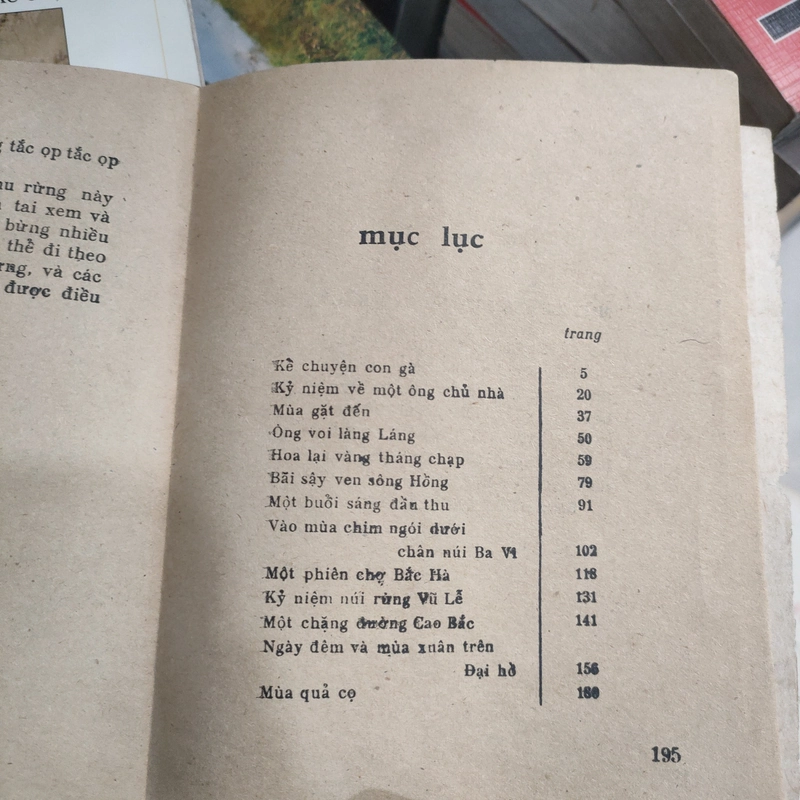 tắc ọp tắc ọp
rừng này
tai xem và
bừng nhiều
thể đi theo
và các
được điều
mục lục
trang
Kể chuyện con gà 5
Kỷ niệm về một ông chủ nhà 20
Mùa gặt đến 37
Ông voi làng Láng 50
Hoa lại vàng tháng chạp 59
Bãi sậy ven sông Hồng 79
Một buổi sáng đầu thu 91
Vào mùa chim ngói dưới
chân núi Ba Vì 102
Một phiên chợ Bắc Hà 118
Kỷ niệm núi rừng Vũ Lễ 131
Một chặng đường Cao Bắc 141
Ngày đêm và mùa xuân trên
Đại hồ 156
Mùa quả cọ 180
195